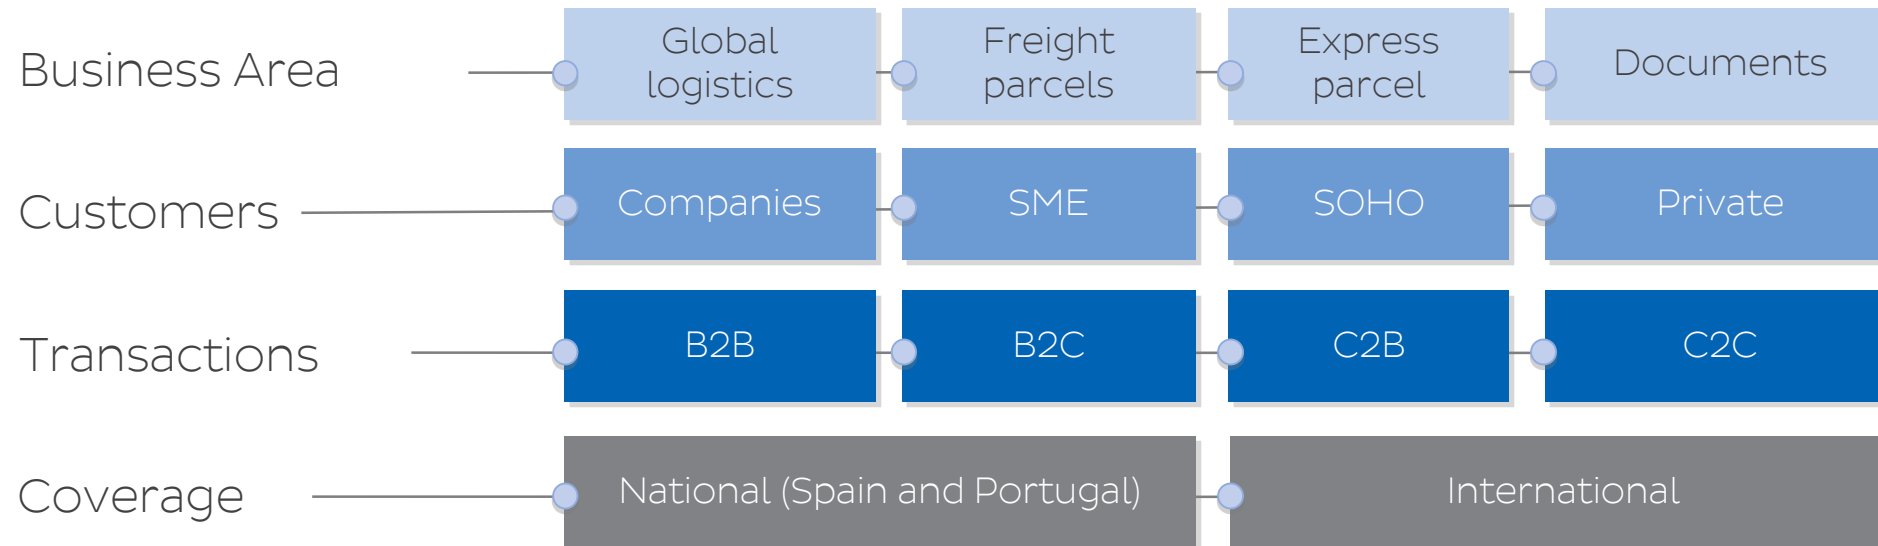 Business Area
Global
logistics
Freight
parcels
Express
parcel
Documents
Customers
Companies
SME
SOHO
Private
Transactions
B2B
B2C
C2B
C2C
Coverage
National (Spain and Portugal)
International